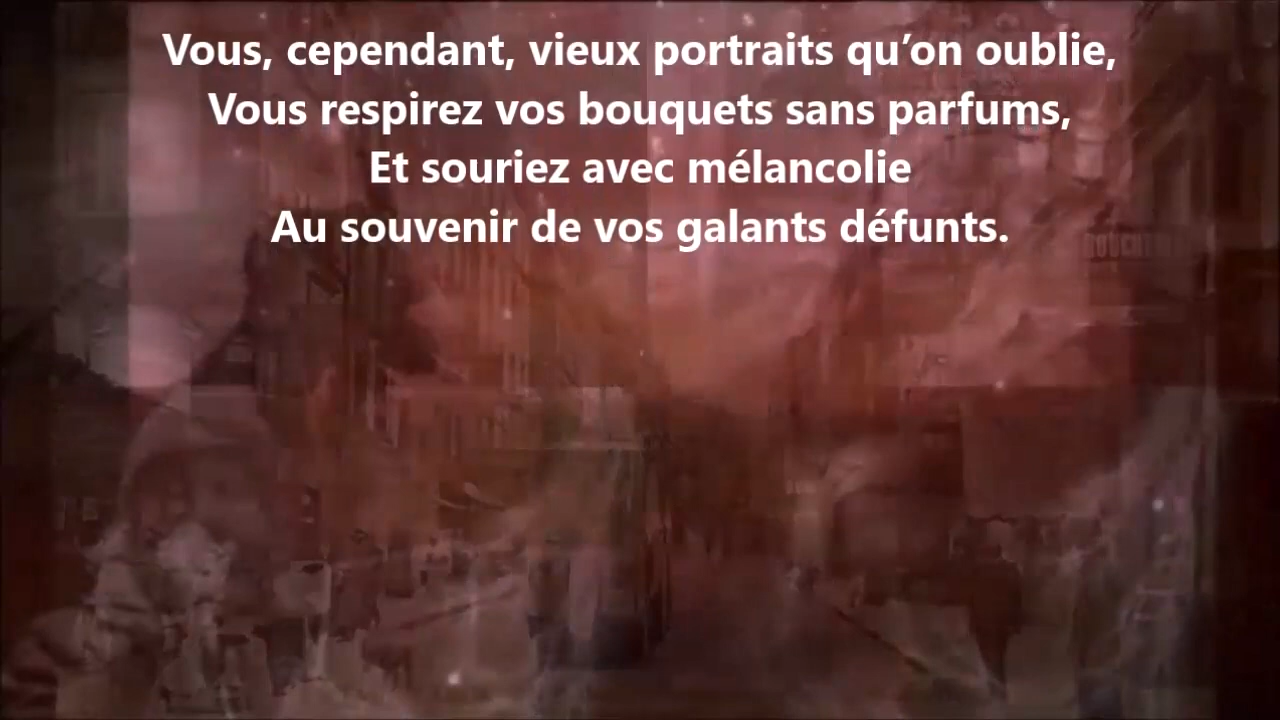 Vous, cependant, vieux portraits qu’on oublie,
Vous respirez vos bouquets sans parfums,
Et souriez avec mélancolie
Au souvenir de vos galants défunts.